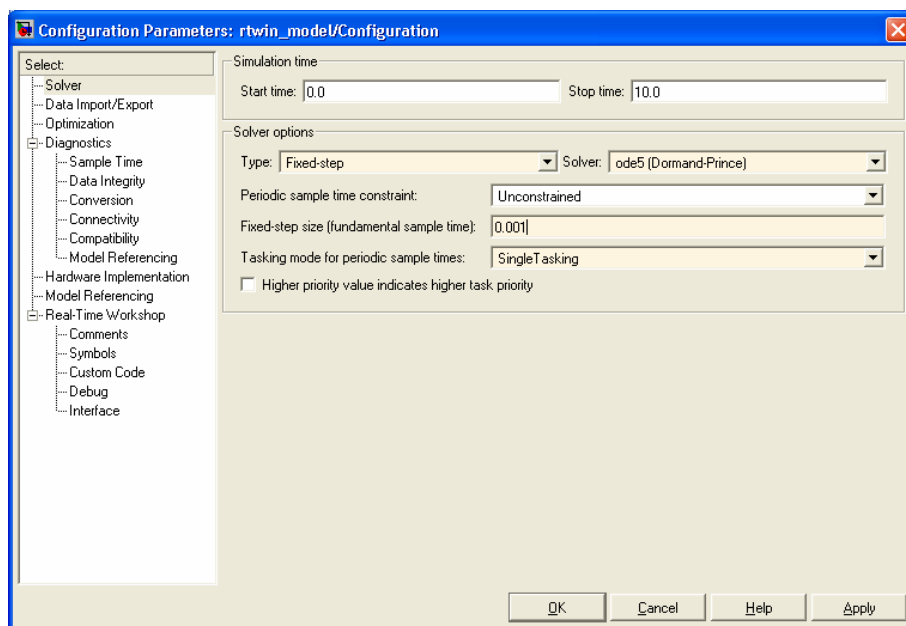 Configuration Parameters: rtwin_model/Configuration
Select:
Solver
Data Import/Export
Optimization
Diagnostics
Sample Time
Data Integrity
Conversion
Connectivity
Compatibility
Model Referencing
Hardware Implementation
Model Referencing
Real-Time Workshop
Comments
Symbols
Custom Code
Debug
Interface
Simulation time
Start time: 0.0 Stop time: 10.0
Solver options
Type: Fixed-step Solver: ode5 (Dormand-Prince)
Periodic sample time constraint: Unconstrained
Fixed-step size (fundamental sample time): 0.001
Tasking mode for periodic sample times: SingleTasking
Higher priority value indicates higher task priority
OK Cancel Help Apply